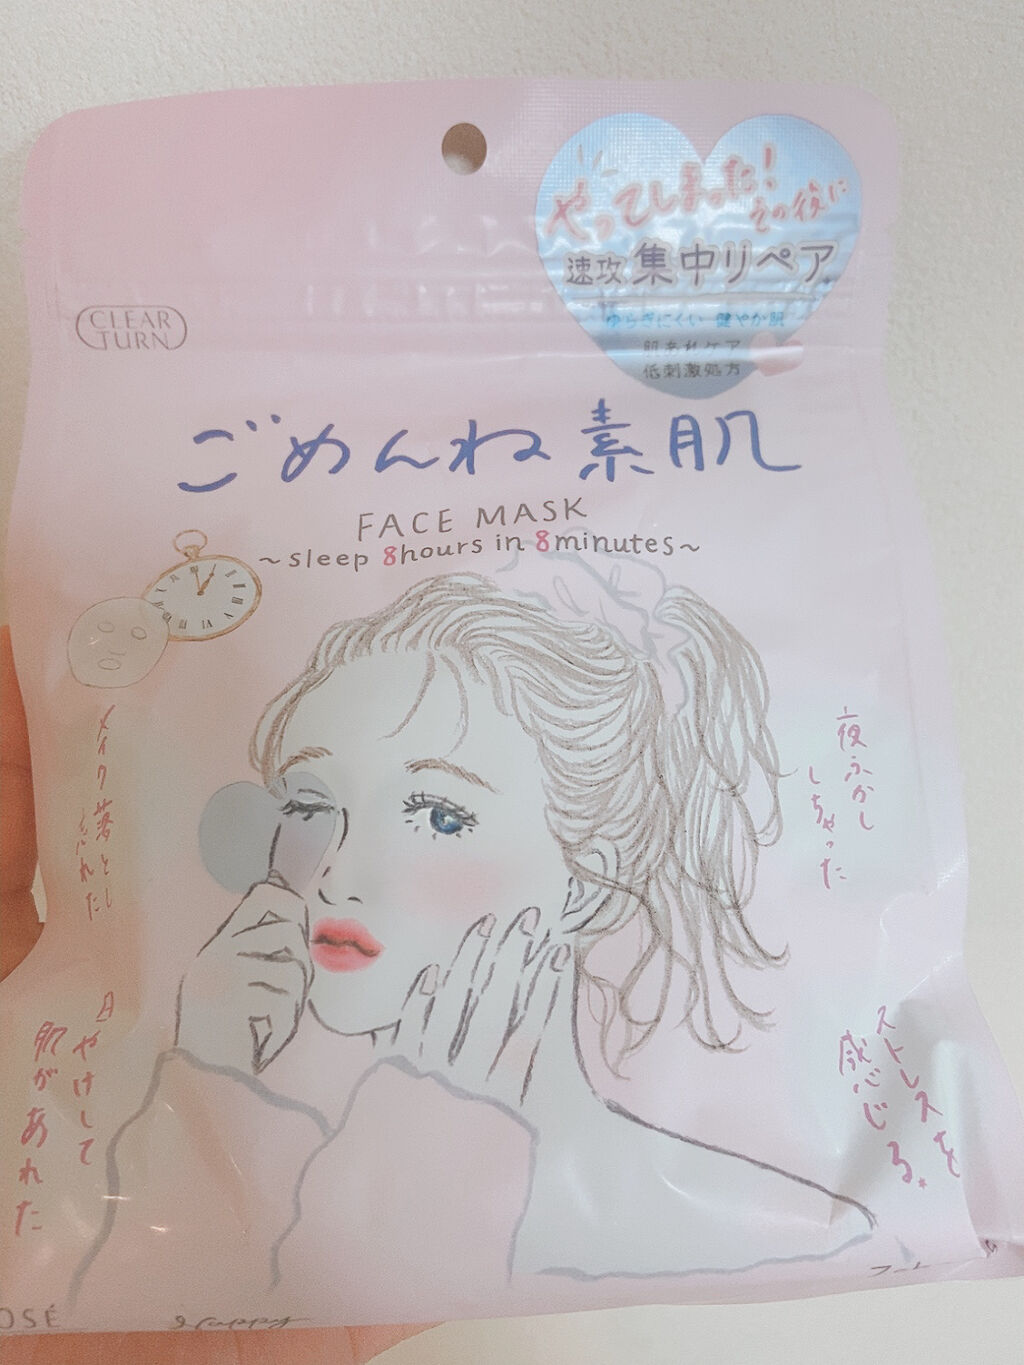 やってしまった!
その後に
速攻 集中リペア
ゆらぎにくい 健やか肌
肌あれケア
低刺激処方
CLEAR
TURN
ごめんね素肌
FACE MASK
~sleep 8hours in 8minutes~
メイク落とし
忘れた
夜ふかし
しちゃった
日やけして
肌があれた
ストレスを
感じる。
OSÉ
Happy